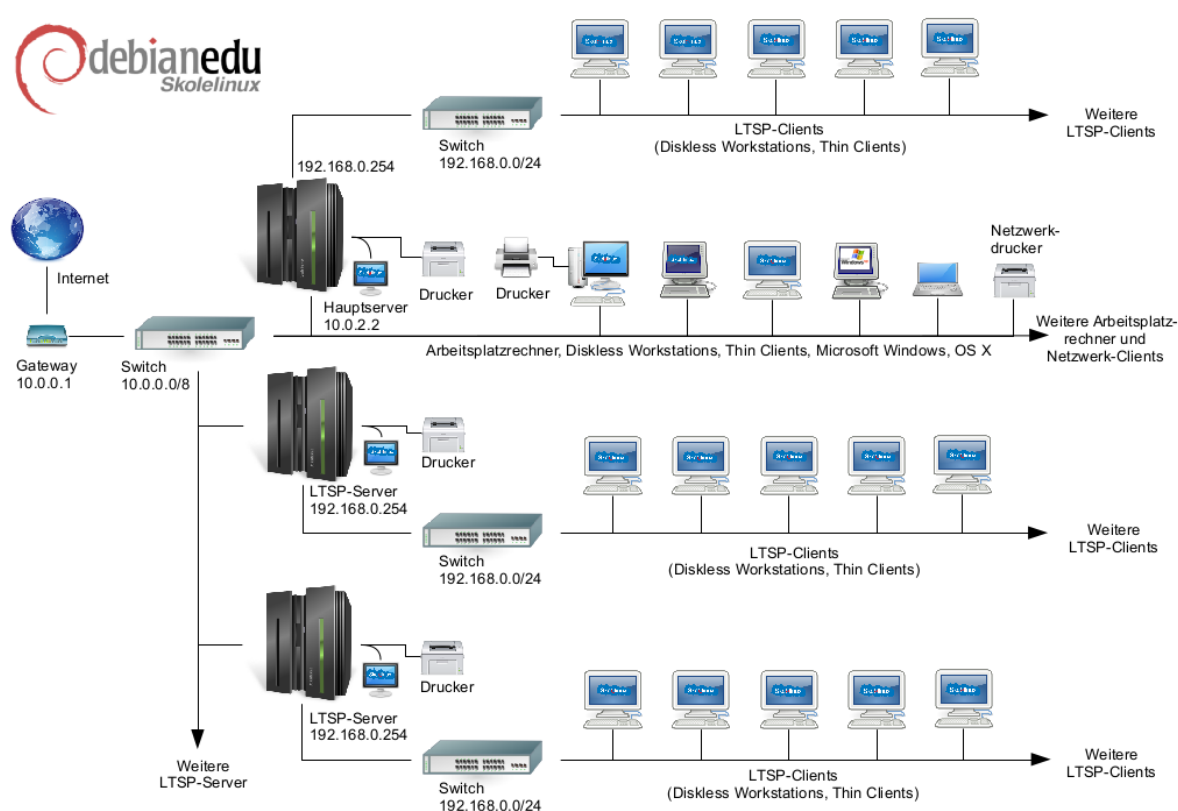 debianedu
Skolelinux
Switch
192.168.0.0/24
LTSP-Clients
(Diskless Workstations, Thin Clients)
Weitere
LTSP-Clients
192.168.0.254
Internet
Hauptserver
10.0.2.2
Drucker
Drucker
Windows
Netzwerk-
drucker
Gateway
10.0.0.1
Switch
10.0.0.0/8
Arbeitsplatzrechner, Diskless Workstations, Thin Clients, Microsoft Windows, OS X
Weitere Arbeitsplatz-
rechner und
Netzwerk-Clients
Drucker
LTSP-Server
192.168.0.254
Switch
192.168.0.0/24
LTSP-Clients
(Diskless Workstations, Thin Clients)
Weitere
LTSP-Clients
Drucker
LTSP-Server
192.168.0.254
Weitere
LTSP-Server
Switch
192.168.0.0/24
LTSP-Clients
(Diskless Workstations, Thin Clients)
Weitere
LTSP-Clients